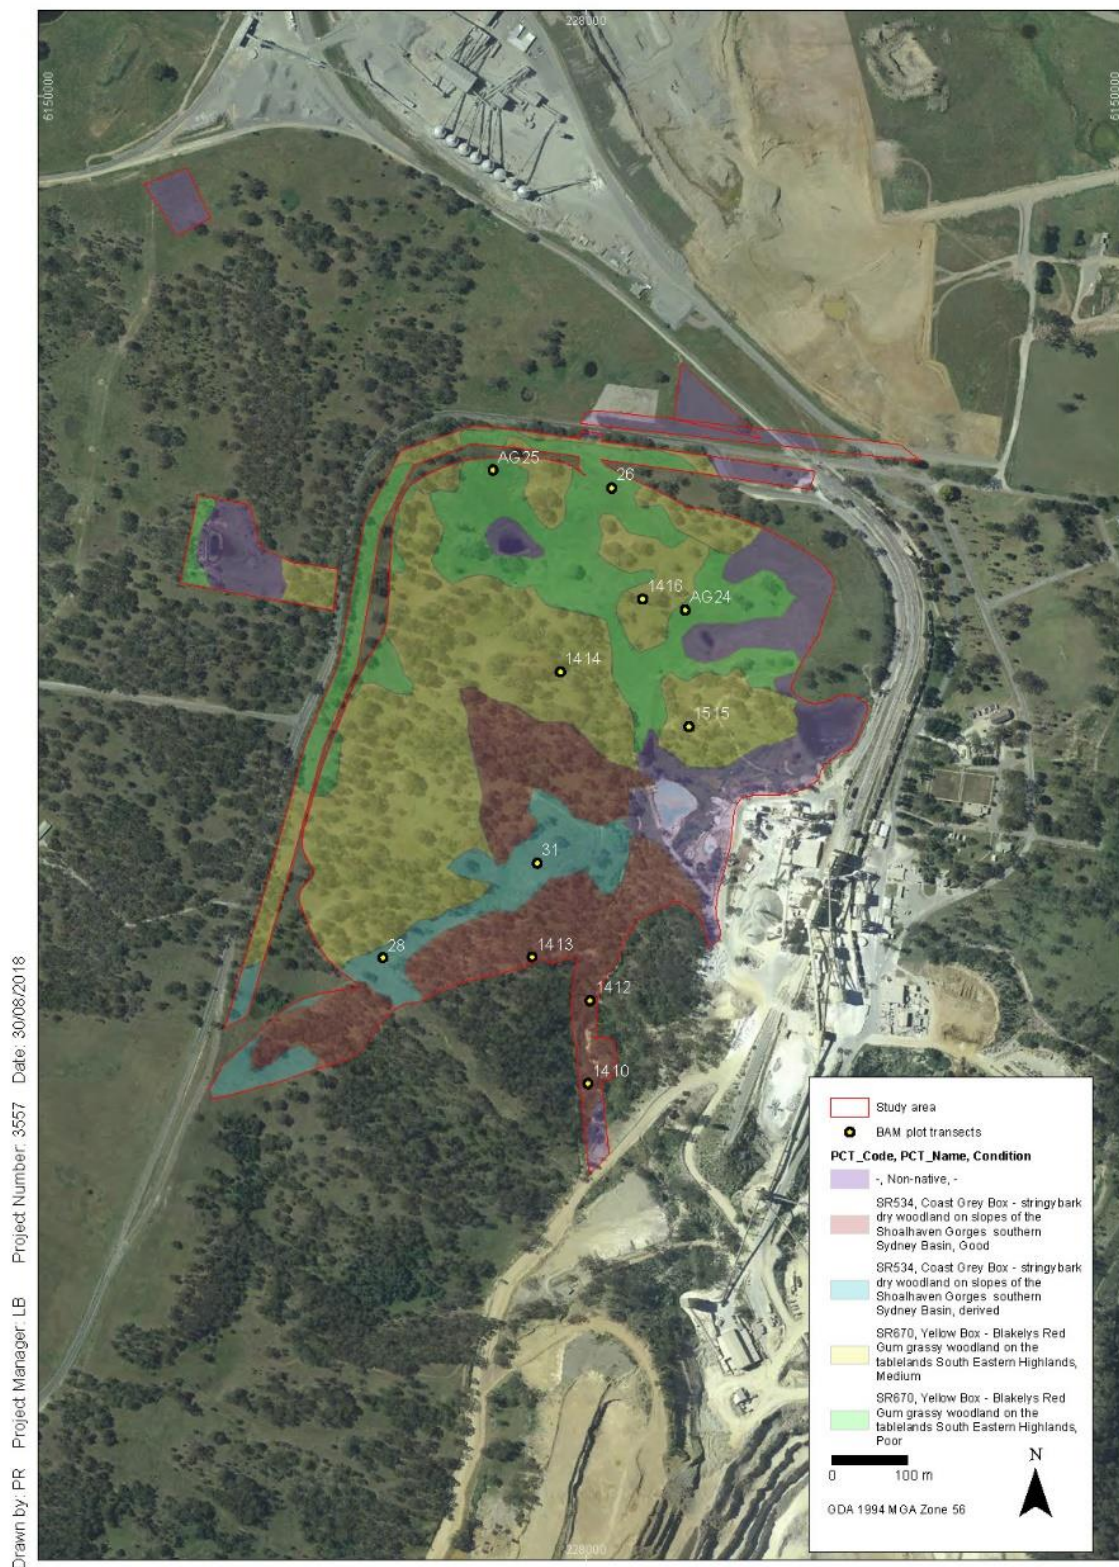 228000
6150000
6150000
AG25
26
1416
AG24
1414
1515
31
28
1413
1412
1410
Study area
BAM plot transects
PCT_Code, PCT_Name, Condition
-, Non-native, -
SR534, Coast Grey Box - stringybark
dry woodland on slopes of the
Shoalhaven Gorges southern
Sydney Basin, Good
SR534, Coast Grey Box - stringybark
dry woodland on slopes of the
Shoalhaven Gorges southern
Sydney Basin, derived
SR670, Yellow Box - Blakelys Red
Gum grassy woodland on the
tablelands South Eastern Highlands,
Medium
SR670, Yellow Box - Blakelys Red
Gum grassy woodland on the
tablelands South Eastern Highlands,
Poor
N
0 100 m
GDA 1994 MGA Zone 56
228000
Drawn by: PR Project Manager: LB Project Number: 3557 Date: 30/08/2018